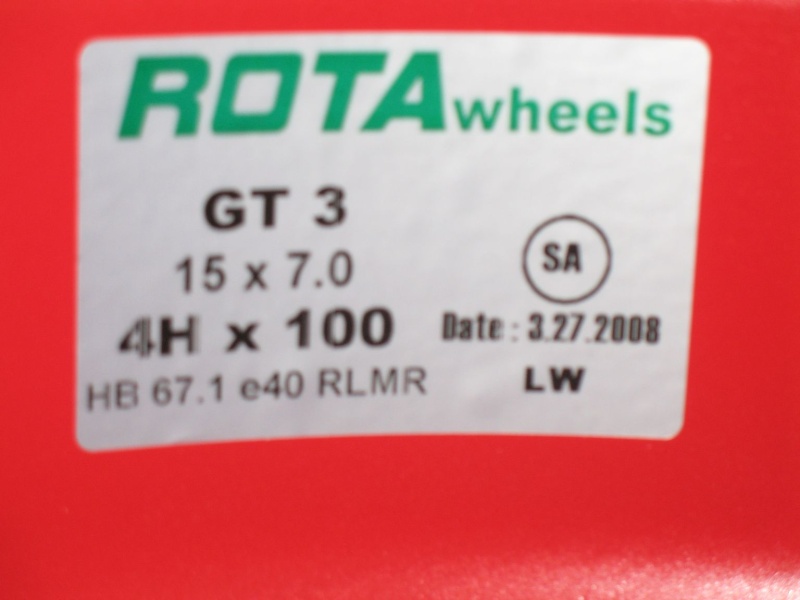 ROTA wheels
GT 3
15 x 7.0
SA
4H x 100
Date : 3.27.2008
HB 67.1 e40 RLMR
LW